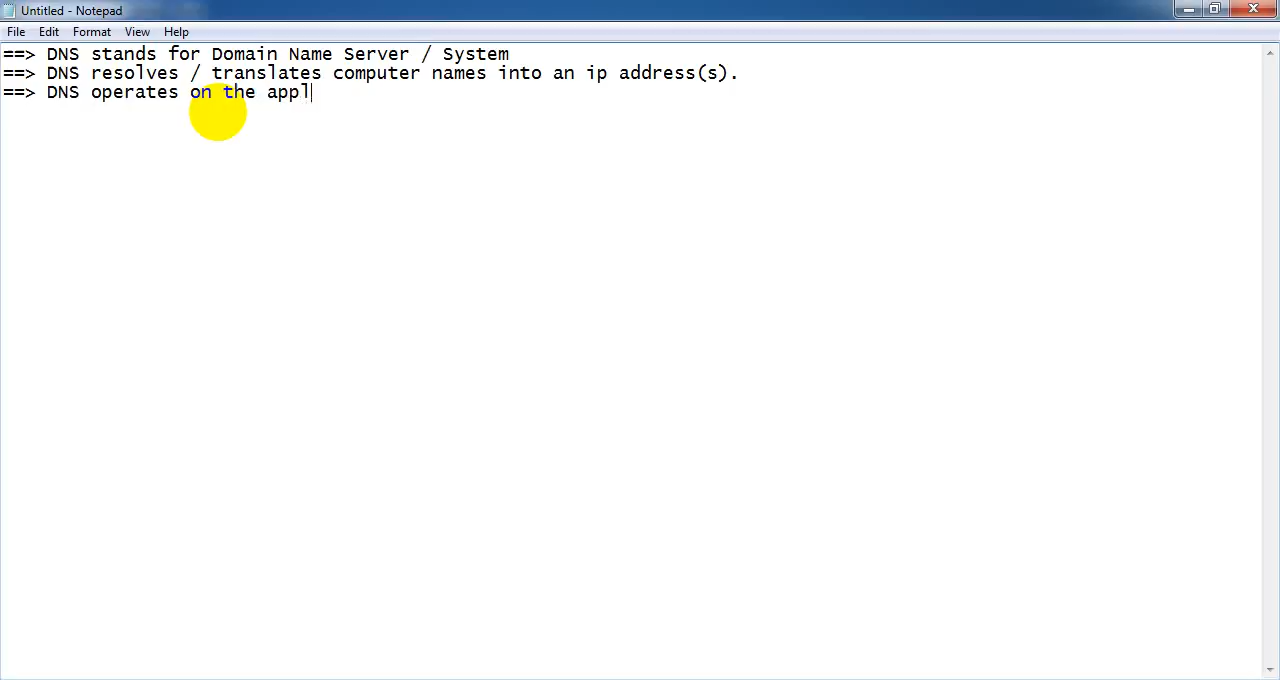 Untitled - Notepad
File Edit Format View Help
==> DNS stands for Domain Name Server / System
==> DNS resolves / translates computer names into an ip address(s).
==> DNS operates on the appl